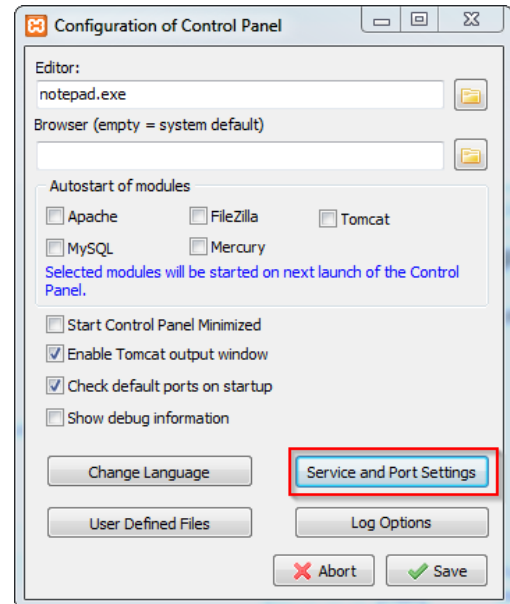 Configuration of Control Panel
Editor:
notepad.exe
Browser (empty = system default)
Autostart of modules
Apache FileZilla Tomcat
MySQL Mercury
Selected modules will be started on next launch of the Control
Panel.
Start Control Panel Minimized
Enable Tomcat output window
Check default ports on startup
Show debug information
Change Language Service and Port Settings
User Defined Files Log Options
Abort Save